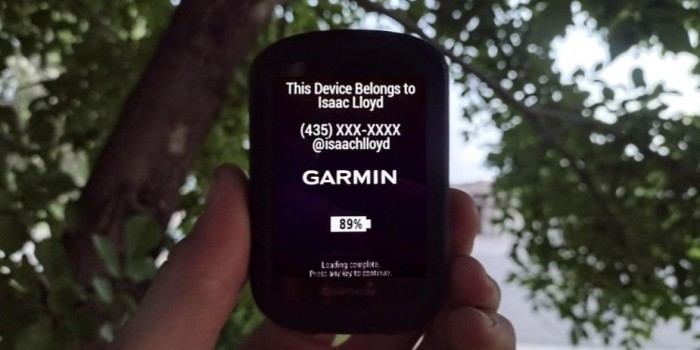 This Device Belongs to
Isaac Lloyd
(435) XXX-XXXX
@isaachlloyd
GARMIN
89%
Loading complete.
Press any key to continue.
GARMIN